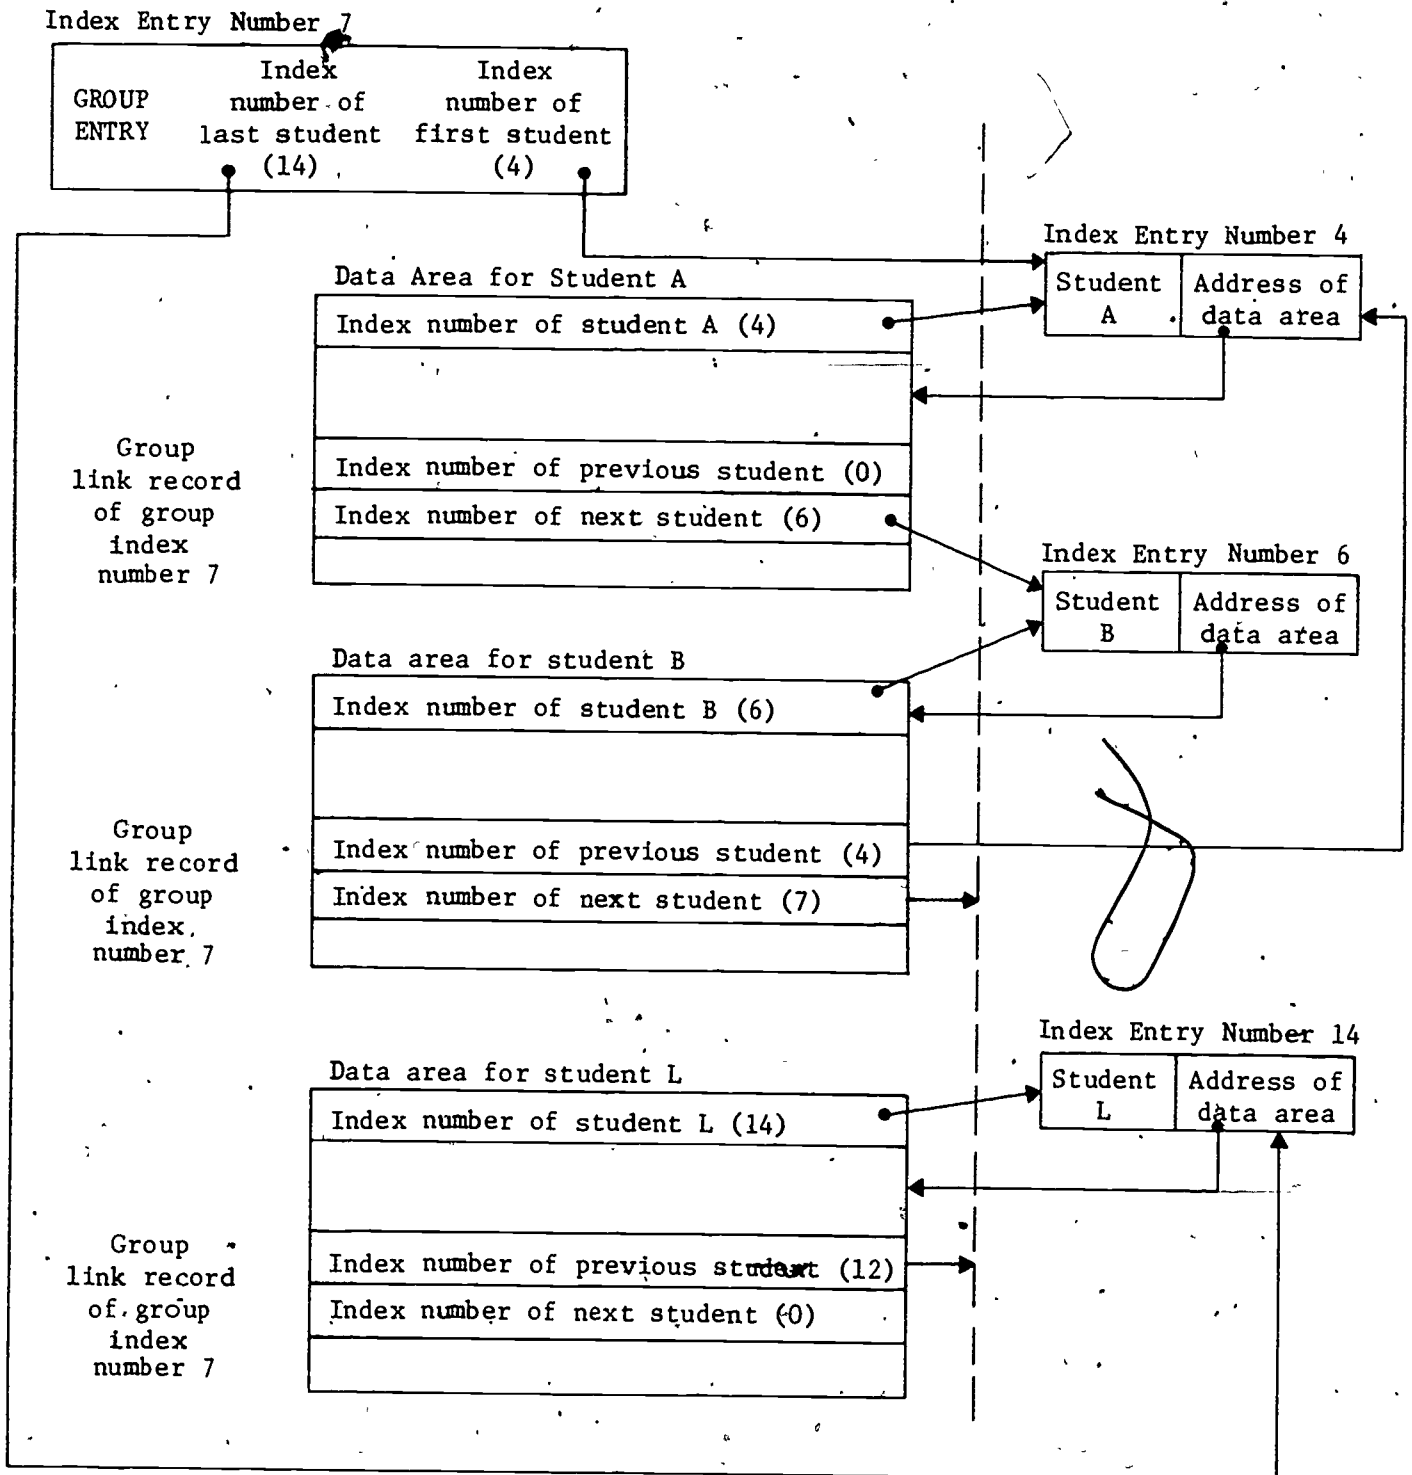 Index Entry Number 7
GROUP
ENTRY
Index
number of
last student
(14)
Index
number of
first student
(4)
Index Entry Number 4
Student
A
Address of
data area
Data Area for Student A
Index number of student A (4)
Index number of previous student (0)
Index number of next student (6)
Group
link record
of group
index
number 7
Index Entry Number 6
Student
B
Address of
data area
Data area for student B
Index number of student B (6)
Index number of previous student (4)
Index number of next student (7)
Group
link record
of group
index
number 7
Index Entry Number 14
Student
L
Address of
data area
Data area for student L
Index number of student L (14)
Index number of previous student (12)
Index number of next student (0)
Group
link record
of group
index
number 7